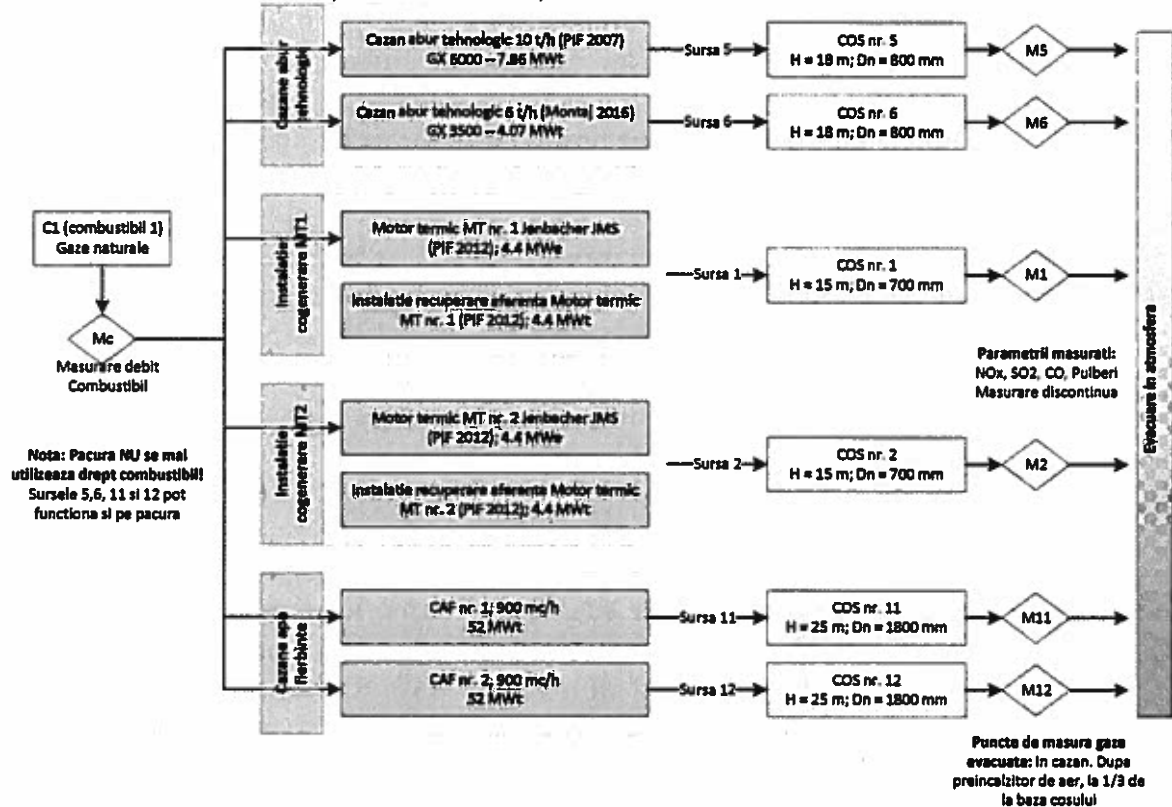 Cazane abur
tehnologic
Cazan abur tehnologic 10 t/h (PIF 2007)
GX 6000 – 7.86 MWt
Sursa 5
COS nr. 5
H = 18 m; Dn = 800 mm
M5
Cazan abur tehnologic 6 t/h (Montaj 2016)
GX 3500 – 4.07 MWt
Sursa 6
COS nr. 6
H = 18 m; Dn = 800 mm
M6
C1 (combustibil 1)
Gaze naturale
Mc
Masurare debit
Combustibil
Nota: Pacura NU se mai
utilizeaza drept combustibil!
Sursele 5,6, 11 si 12 pot
functiona si pe pacura
Instalatie
cogenerare MT1
Motor termic MT nr. 1 Jenbacher JMS
(PIF 2012); 4.4 MWe
Instalatie recuperare aferenta Motor termic
MT nr. 1 (PIF 2012); 4.4 MWt
Sursa 1
COS nr. 1
H = 15 m; Dn = 700 mm
M1
Parametrii masurati:
NOx, SO2, CO, Pulberi
Masurare discontinua
Instalatie
cogenerare MT2
Motor termic MT nr. 2 Jenbacher JMS
(PIF 2012); 4.4 MWe
Instalatie recuperare aferenta Motor termic
MT nr. 2 (PIF 2012); 4.4 MWt
Sursa 2
COS nr. 2
H = 15 m; Dn = 700 mm
M2
Cazane apa
fierbinte
CAF nr. 1; 900 mc/h
52 MWt
Sursa 11
COS nr. 11
H = 25 m; Dn = 1800 mm
M11
CAF nr. 2; 900 mc/h
52 MWt
Sursa 12
COS nr. 12
H = 25 m; Dn = 1800 mm
M12
Evacuare in atmosfera
Puncte de masura gaze
evacuate: In cazan. Dupa
preincalzitor de aer, la 1/3 de
la baza cosului